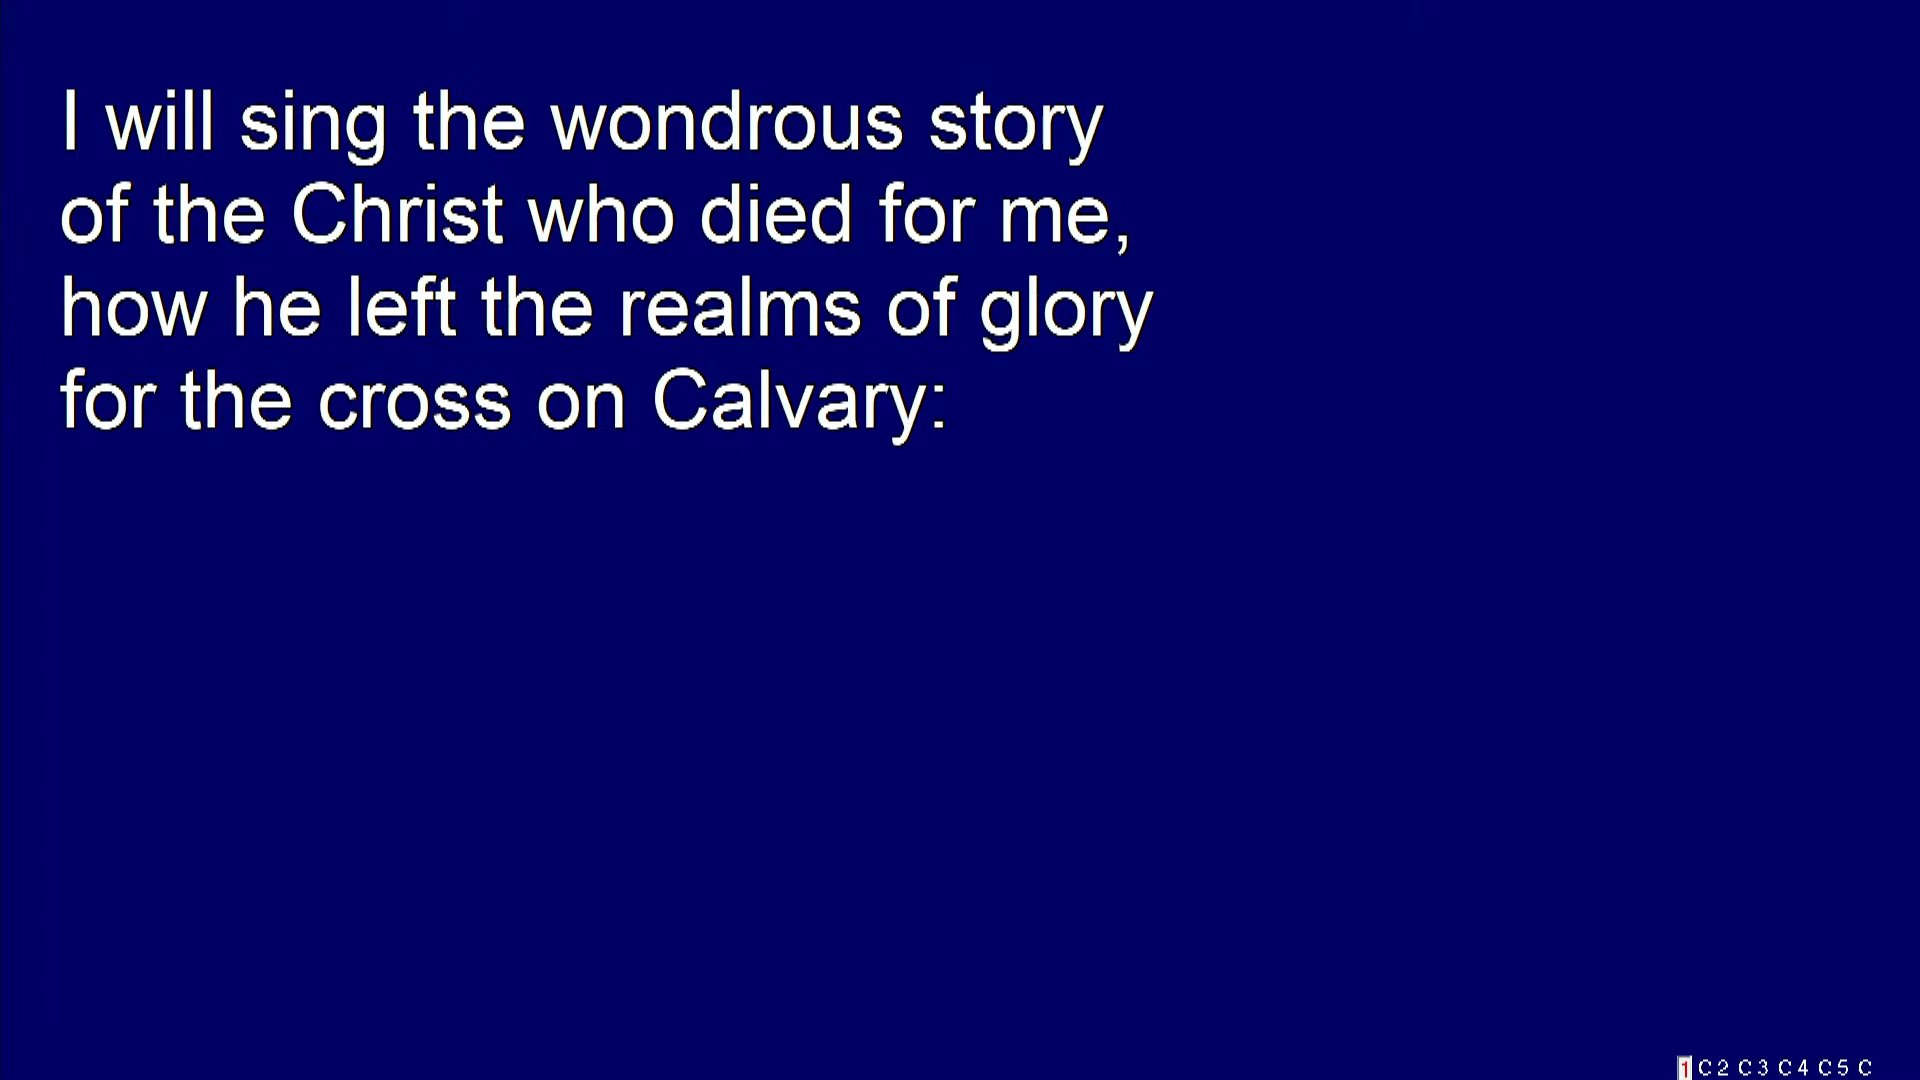 I will sing the wondrous story
of the Christ who died for me,
how he left the realms of glory
for the cross on Calvary:
1 C 2 C 3 C 4 C 5 C